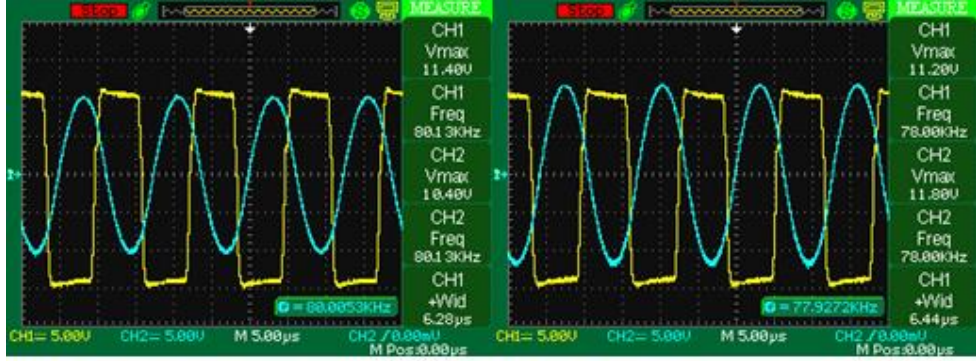 Stop
MEASURE
CH1
Vmax
11.40V
CH1
Freq
80.13KHz
CH2
Vmax
10.40V
CH2
Freq
80.13KHz
CH1
+Wid
6.28µs
= 80.0053KHz
CH1= 5.00V CH2= 5.00V M 5.00µs CH2 /0.00mV
M Pos:0.00µs
Stop
MEASURE
CH1
Vmax
11.20V
CH1
Freq
78.00KHz
CH2
Vmax
11.80V
CH2
Freq
78.00KHz
CH1
+Wid
6.44µs
= 77.9272KHz
CH1= 5.00V CH2= 5.00V M 5.00µs CH2 /0.00mV
M Pos:0.00µs